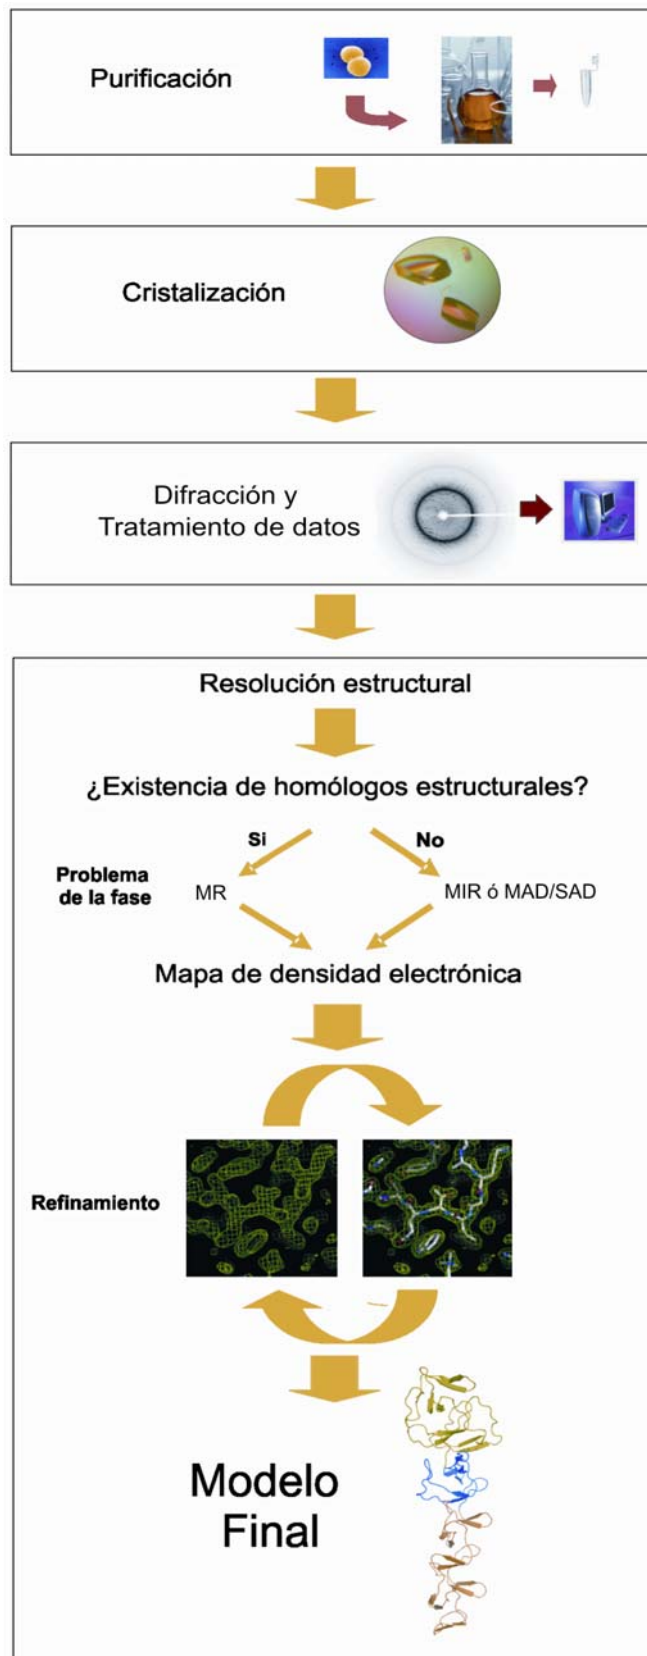 Purificación
Cristalización
Difracción y
Tratamiento de datos
Resolución estructural
¿Existencia de homólogos estructurales?
Si
No
Problema
de la fase
MR
MIR ó MAD/SAD
Mapa de densidad electrónica
Refinamiento
Modelo
Final